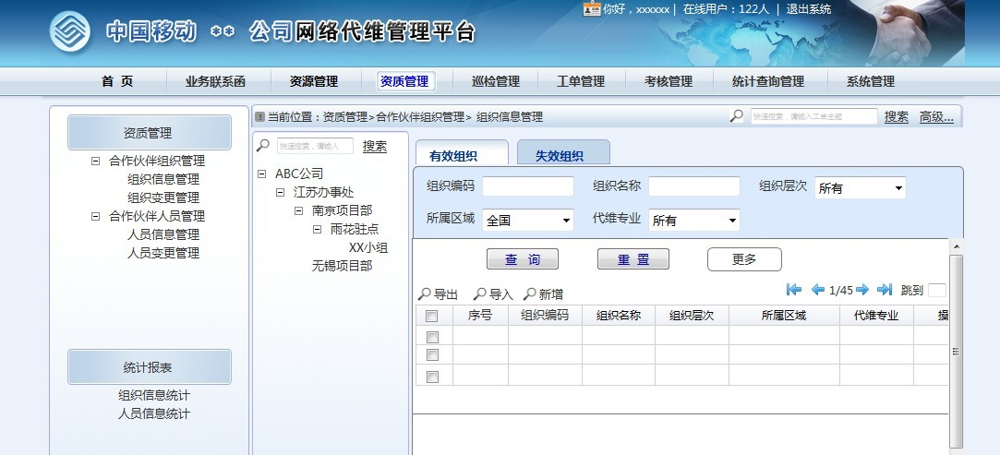 你好，xxxxxx | 在线用户：122人 | 退出系统
中国移动 ** 公司网络代维管理平台
首 页 业务联系函 资源管理 资质管理 巡检管理 工单管理 考核管理 统计查询管理 系统管理
资质管理
合作伙伴组织管理
组织信息管理
组织变更管理
合作伙伴人员管理
人员信息管理
人员变更管理
统计报表
组织信息统计
人员信息统计
当前位置：资质管理>合作伙伴组织管理> 组织信息管理
快速搜索，请输入工单主题 搜索 高级...
快速搜索，请输入 搜索
ABC公司
江苏办事处
南京项目部
雨花驻点
XX小组
无锡项目部
有效组织 失效组织
组织编码 组织名称 组织层次 所有
所属区域 全国 代维专业 所有
查 询 重 置 更多
导出 导入 新增 1/45 跳到
序号 组织编码 组织名称 组织层次 所属区域 代维专业 操